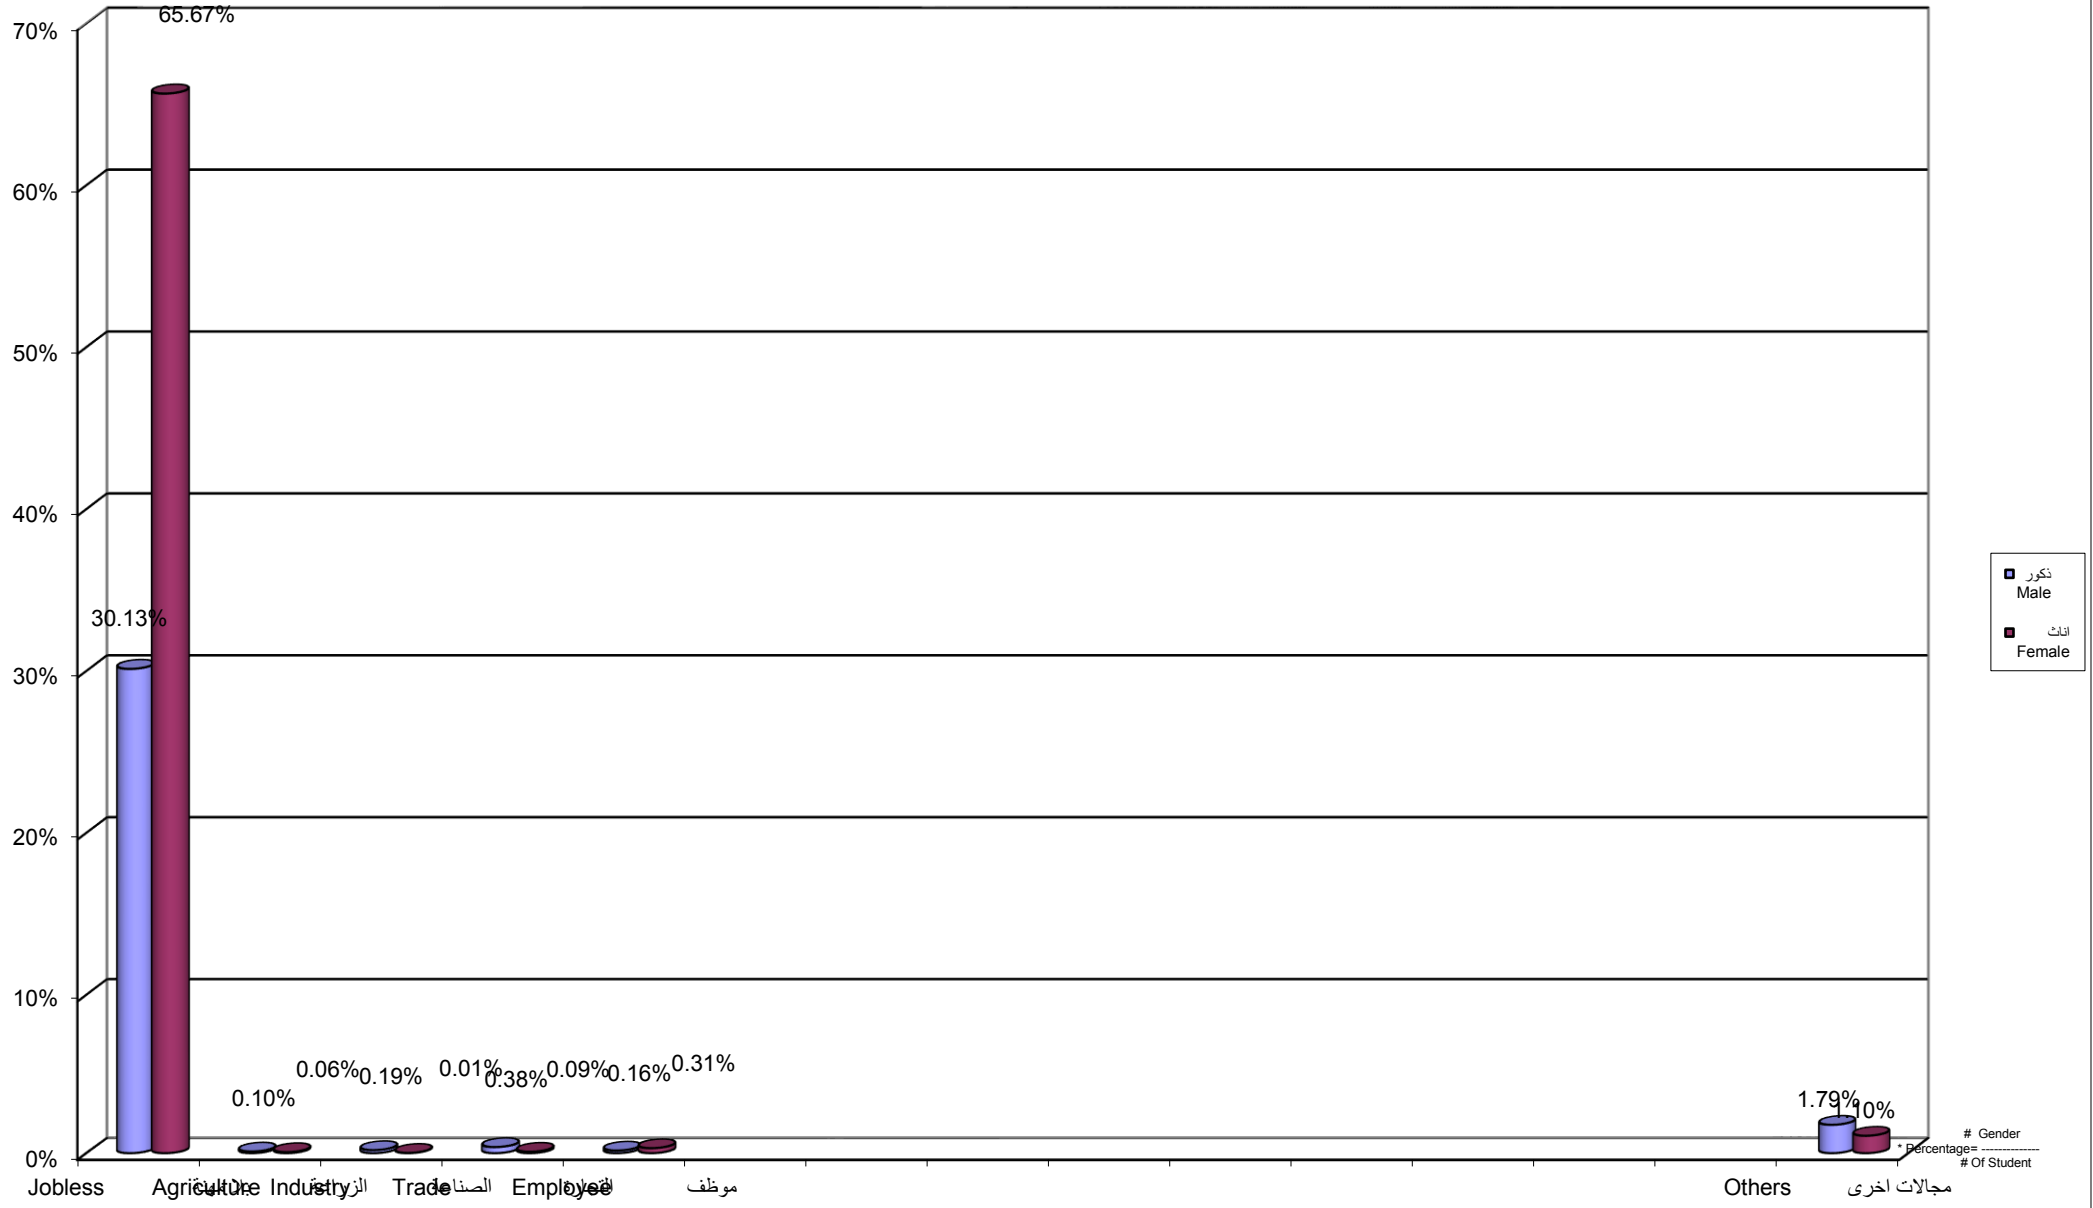 65.67%
70%
60%
50%
40%
30.13%
30%
20%
10%
0.10%
0.06%
0.19%
0.01%
0.38%
0.09%
0.16%
0.31%
1.79%
1.10%
0%
ذكور
Male
اناث
Female
# Gender
* Percentage= --------------
# Of Student
Jobless
Agriculture
Industry
Trade
الصناعة
Employee
موظف
Others
مجالات اخرى